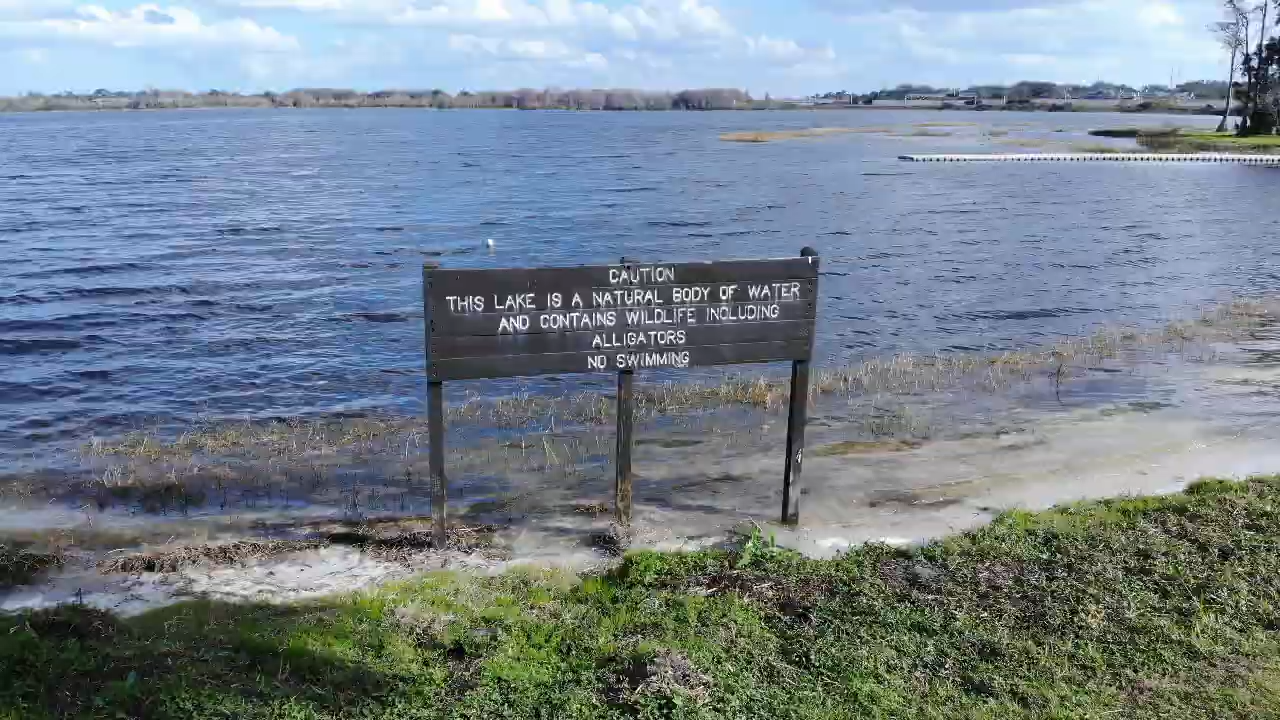 CAUTION
THIS LAKE IS A NATURAL BODY OF WATER
AND CONTAINS WILDLIFE INCLUDING
ALLIGATORS
NO SWIMMING